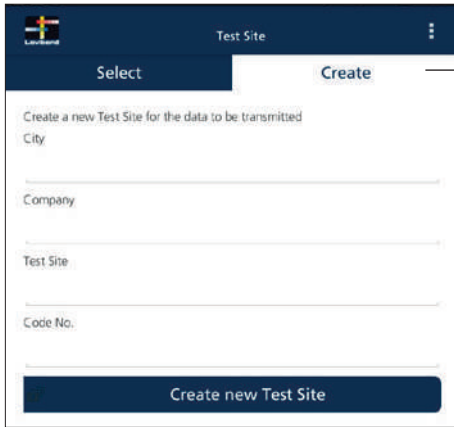 Lovibond
Test Site
Select
Create
Create a new Test Site for the data to be transmitted
City
Company
Test Site
Code No.
Create new Test Site